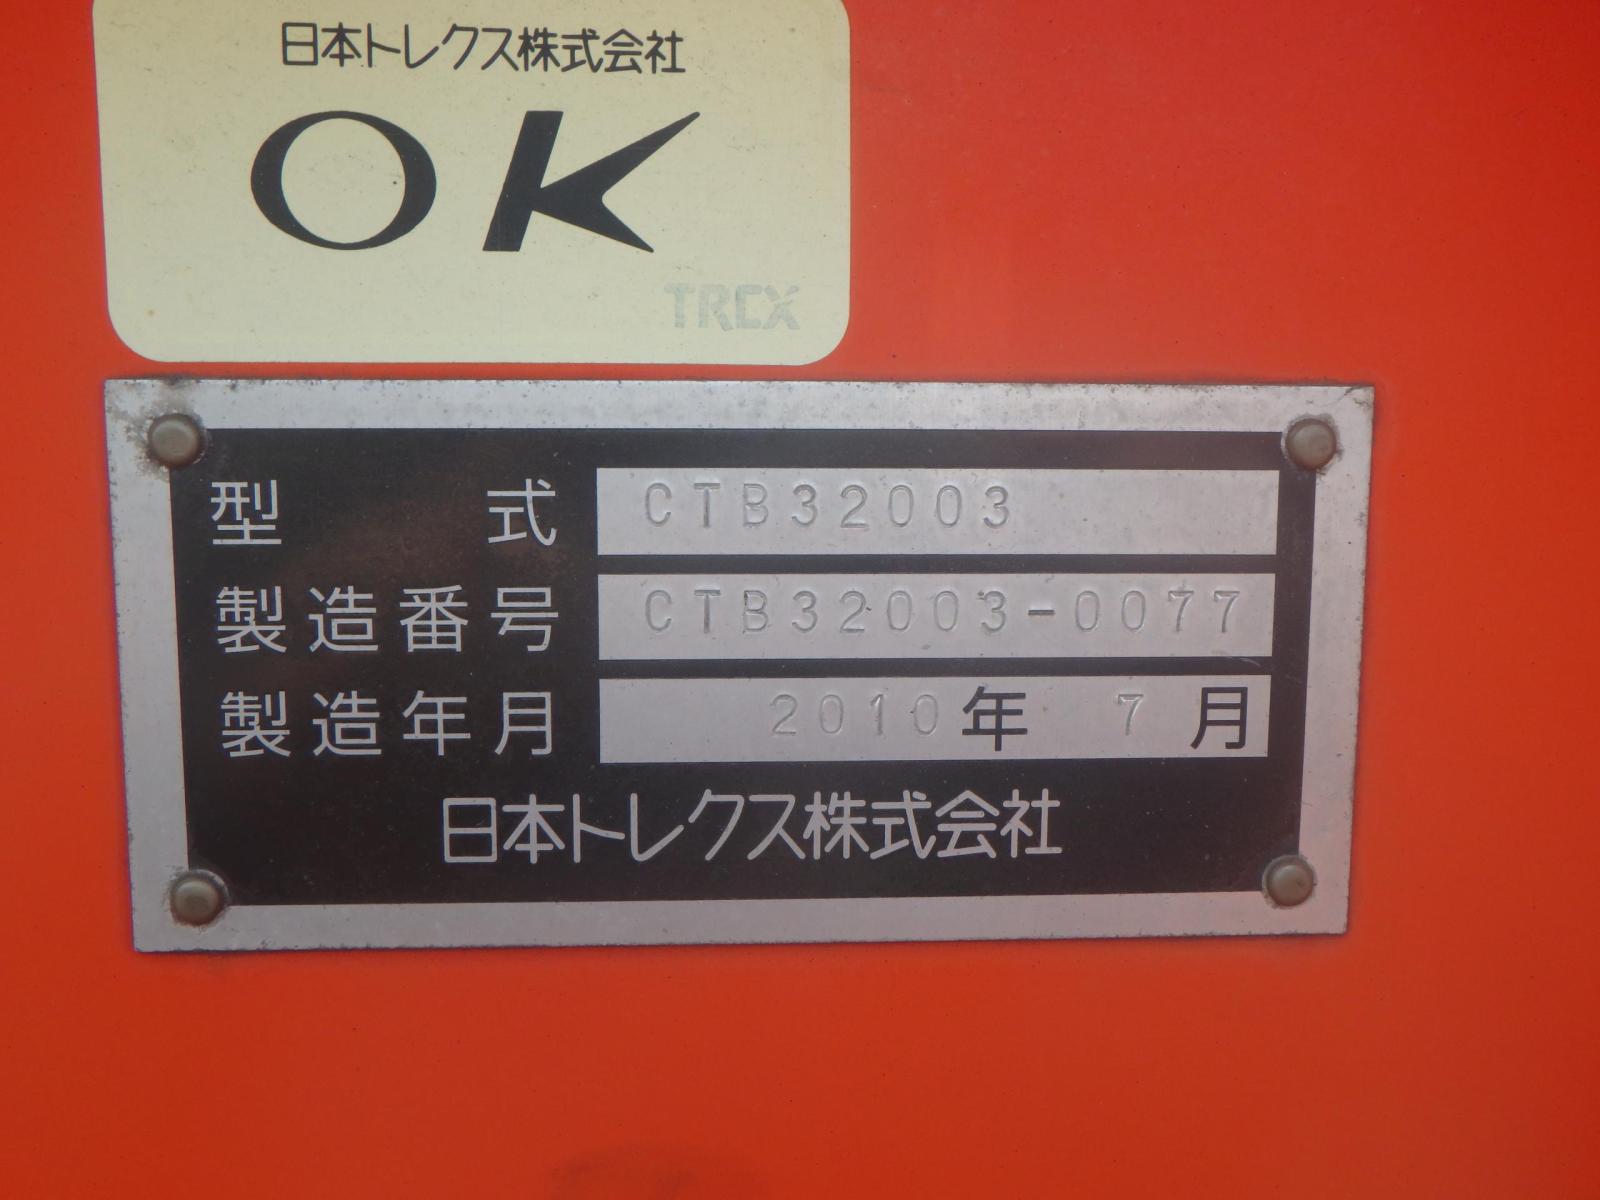 日本トレクス株式会社
OK
TREX
型式 CTB32003
製造番号 CTB32003-0077
製造年月 2010年 7月
日本トレクス株式会社